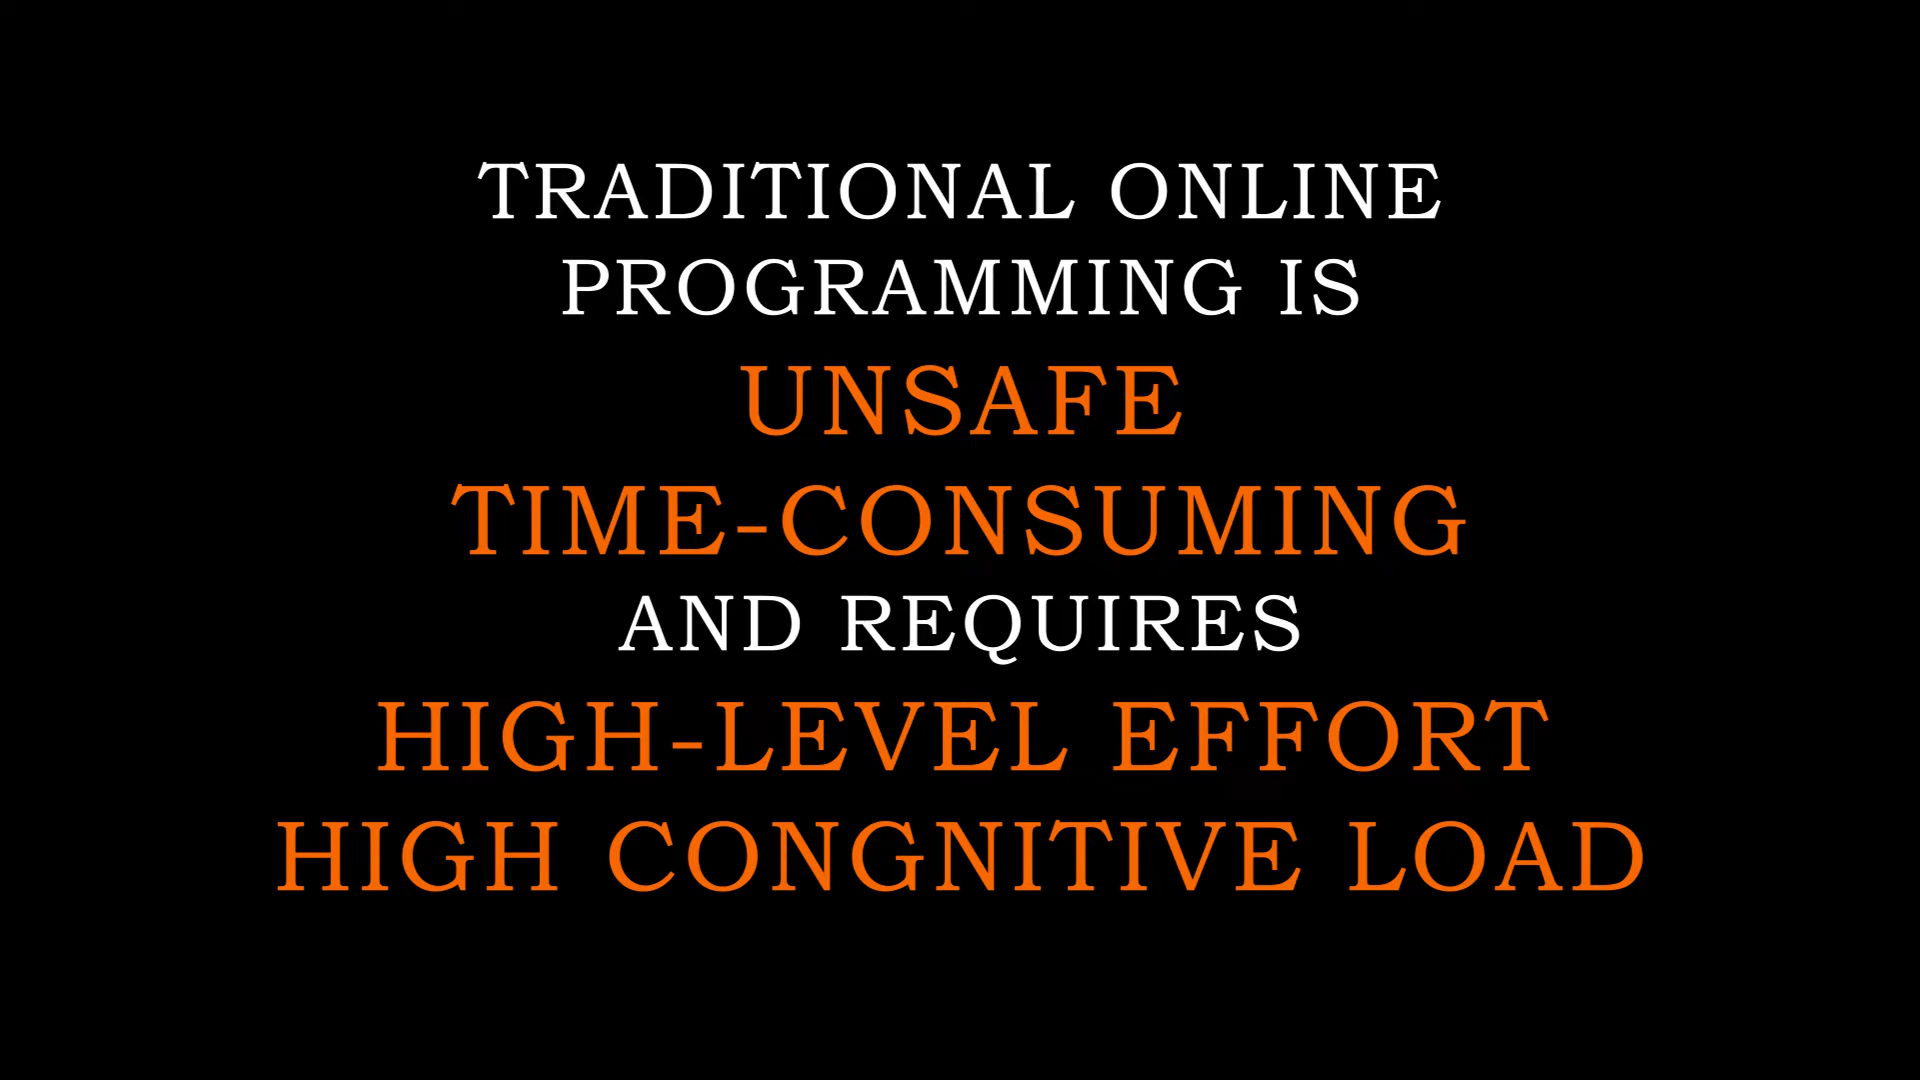 TRADITIONAL ONLINE
PROGRAMMING IS
UNSAFE
TIME-CONSUMING
AND REQUIRES
HIGH-LEVEL EFFORT
HIGH CONGNITIVE LOAD